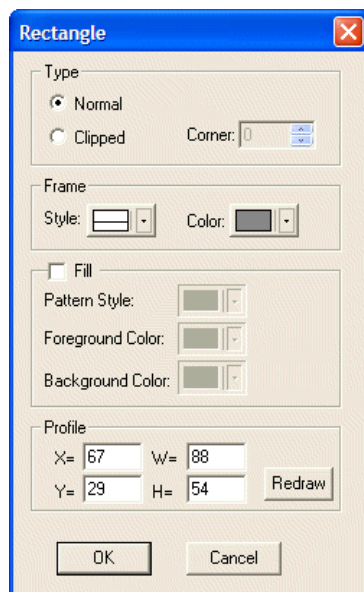 Rectangle
Type
Normal
Clipped Corner: 0
Frame
Style: Color:
Fill
Pattern Style:
Foreground Color:
Background Color:
Profile
X= 67 W= 88
Y= 29 H= 54
Redraw
OK Cancel